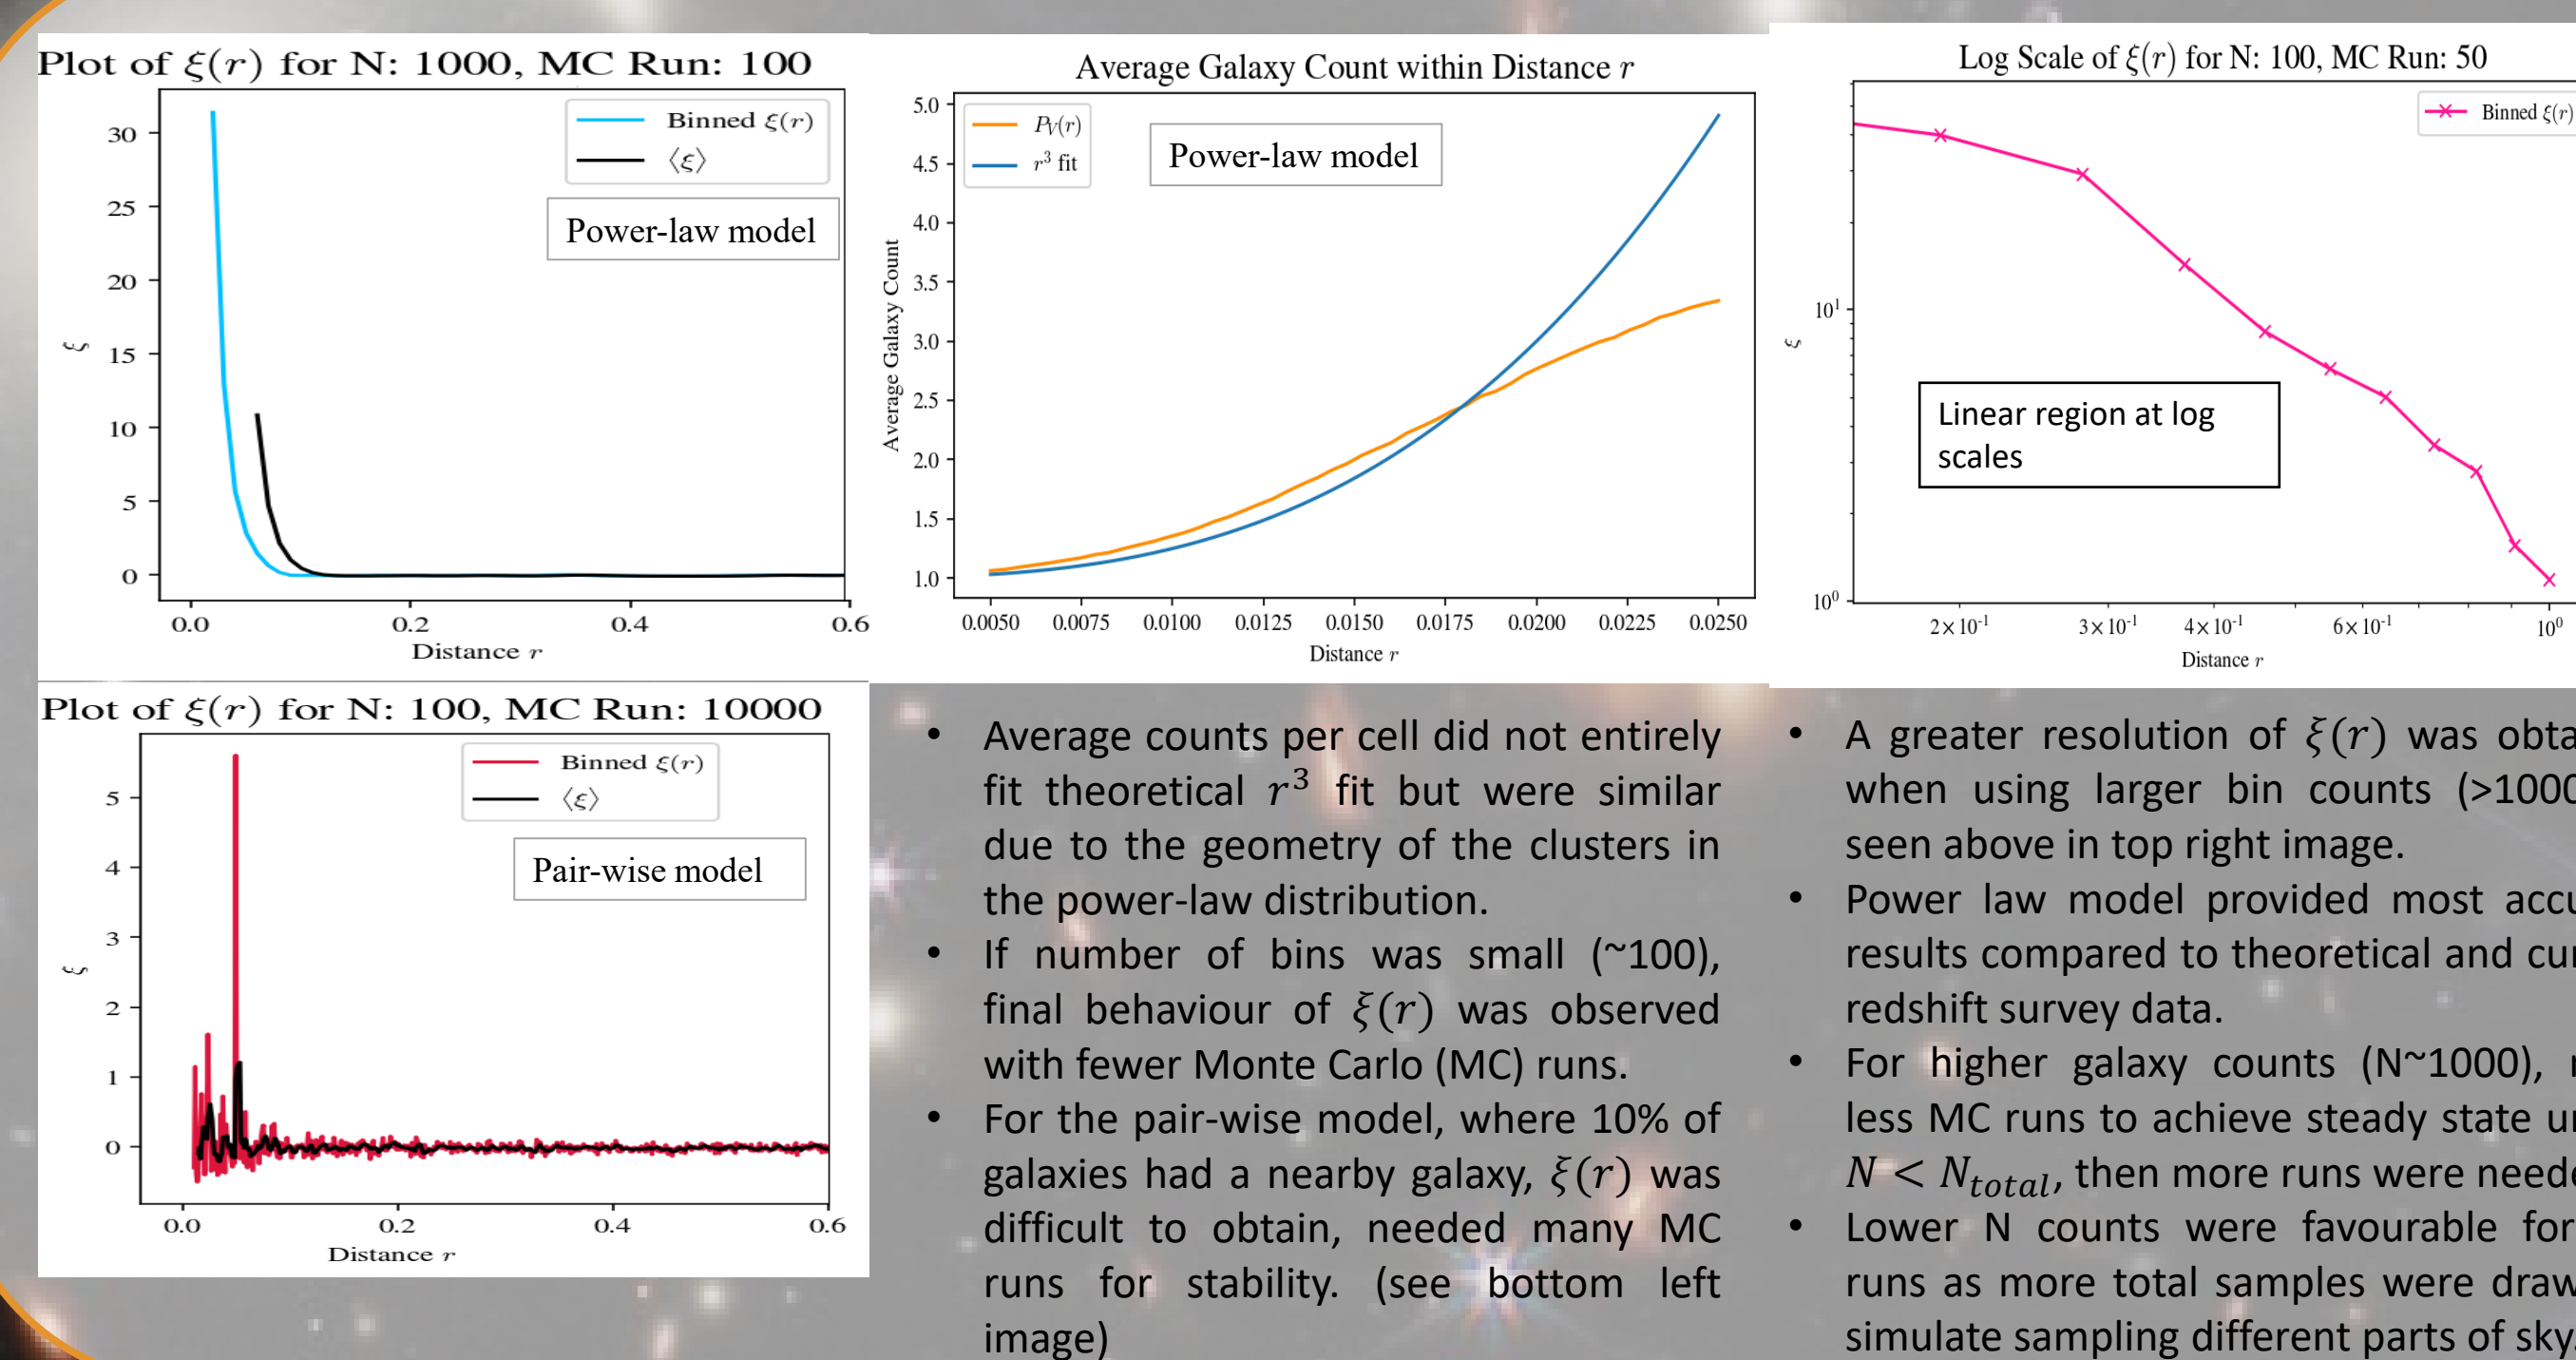 Plot of ξ(r) for N: 1000, MC Run: 100
Binned ξ(r)
⟨ξ⟩
Power-law model
30
25
20
15
10
5
0
ξ
0.0 0.2 0.4 0.6
Distance r
Average Galaxy Count within Distance r
P_V(r)
r³ fit
Power-law model
5.0
4.5
4.0
3.5
3.0
2.5
2.0
1.5
1.0
Average Galaxy Count
0.0050 0.0075 0.0100 0.0125 0.0150 0.0175 0.0200 0.0225 0.0250
Distance r
Log Scale of ξ(r) for N: 100, MC Run: 50
Binned ξ(r)
10¹
ξ
Linear region at log
scales
10⁰
2×10⁻¹ 3×10⁻¹ 4×10⁻¹ 6×10⁻¹ 10⁰
Distance r
Plot of ξ(r) for N: 100, MC Run: 10000
Binned ξ(r)
⟨ξ⟩
Pair-wise model
5
4
3
2
1
0
ξ
0.0 0.2 0.4 0.6
Distance r
• Average counts per cell did not entirely
fit theoretical r³ fit but were similar
due to the geometry of the clusters in
the power-law distribution.
• If number of bins was small (~100),
final behaviour of ξ(r) was observed
with fewer Monte Carlo (MC) runs.
• For the pair-wise model, where 10% of
galaxies had a nearby galaxy, ξ(r) was
difficult to obtain, needed many MC
runs for stability. (see bottom left
image)
• A greater resolution of ξ(r) was obta
when using larger bin counts (>1000
seen above in top right image.
• Power law model provided most accu
results compared to theoretical and cur
redshift survey data.
• For higher galaxy counts (N~1000),
less MC runs to achieve steady state u
N < N_total, then more runs were neede
• Lower N counts were favourable for
runs as more total samples were draw
simulate sampling different parts of sky